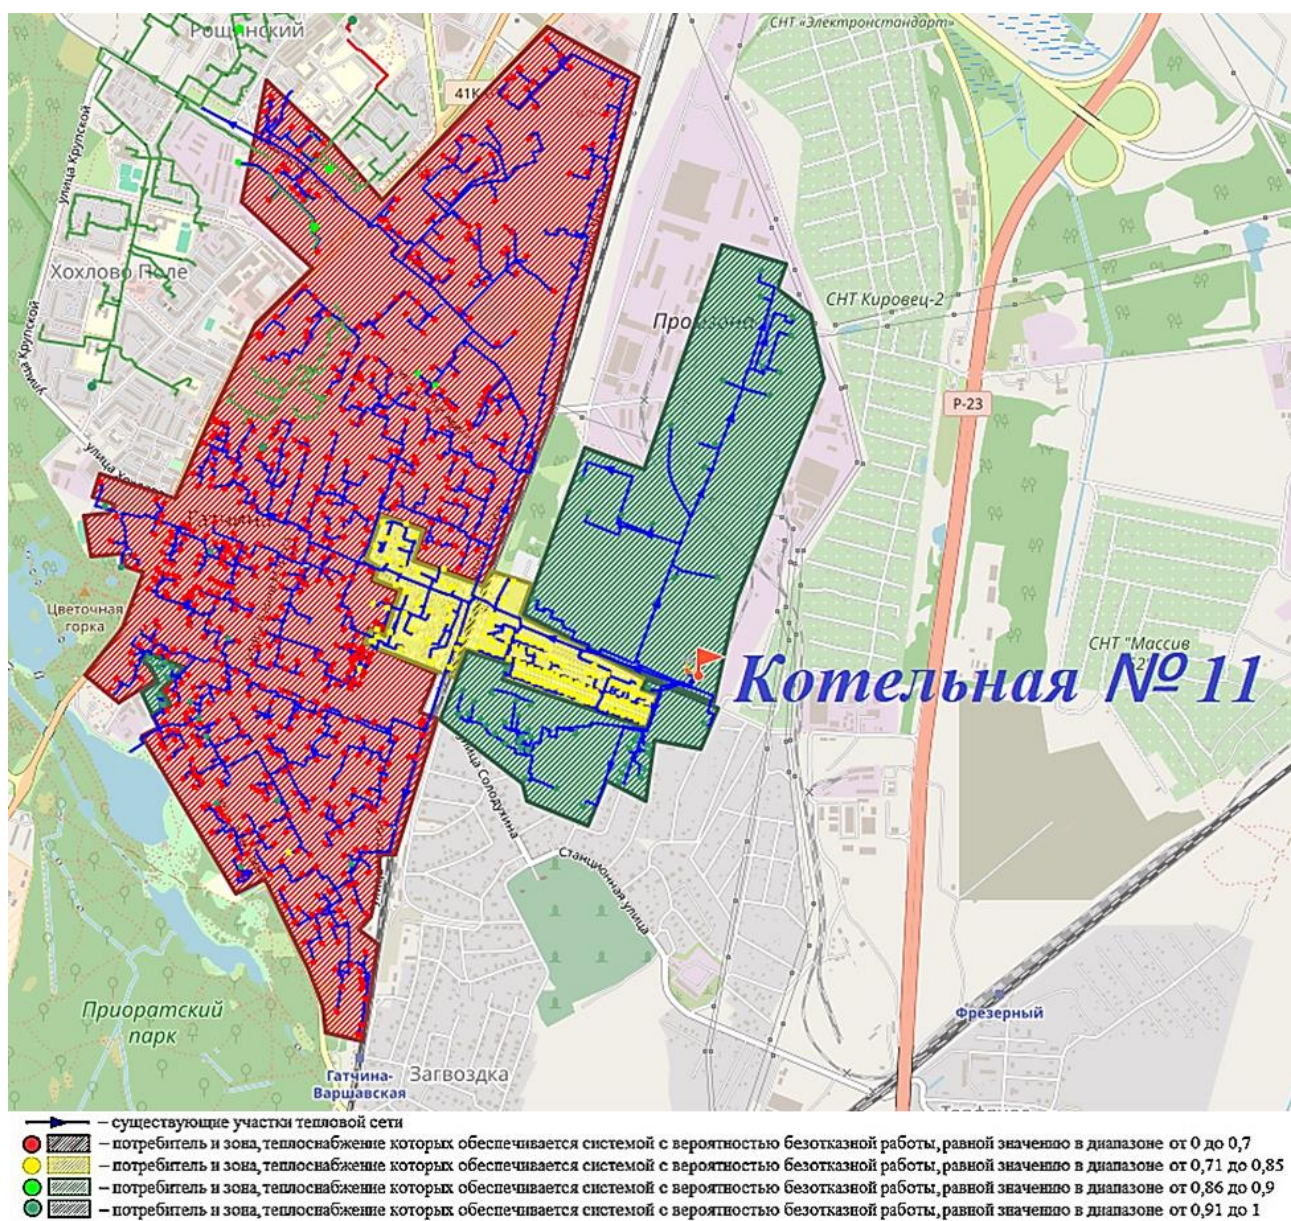 СНТ «Электронстандарт»
Рощинский
41К
улица Крупской
Хохлово Поле
СНТ Кировец-2
Промзона
улица Крупской
Р-23
улица Хохлова
Гатчина
Цветочная
горка
СНТ "Массив
Котельная № 11
улица Солодухина
Станционная улица
Приоратский
парк
Фрезерный
Гатчина-
Варшавская
Загвоздка
– существующие участки тепловой сети
– потребитель и зона, теплоснабжение которых обеспечивается системой с вероятностью безотказной работы, равной значению в диапазоне от 0 до 0,7
– потребитель и зона, теплоснабжение которых обеспечивается системой с вероятностью безотказной работы, равной значению в диапазоне от 0,71 до 0,85
– потребитель и зона, теплоснабжение которых обеспечивается системой с вероятностью безотказной работы, равной значению в диапазоне от 0,86 до 0,9
– потребитель и зона, теплоснабжение которых обеспечивается системой с вероятностью безотказной работы, равной значению в диапазоне от 0,91 до 1